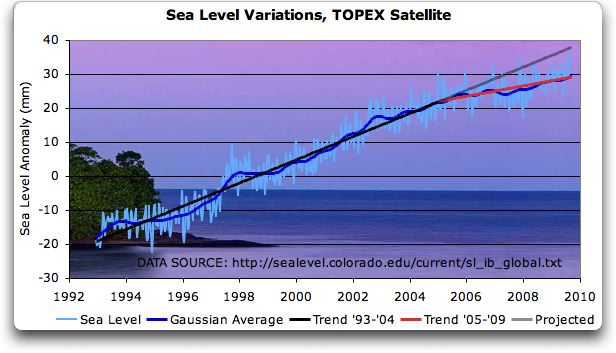 Sea Level Variations, TOPEX Satellite
Sea Level Anomaly (mm)
40
30
20
10
0
-10
-20
-30
DATA SOURCE: http://sealevel.colorado.edu/current/sl_ib_global.txt
1992 1994 1996 1998 2000 2002 2004 2006 2008 2010
Sea Level Gaussian Average Trend '93-'04 Trend '05-'09 Projected